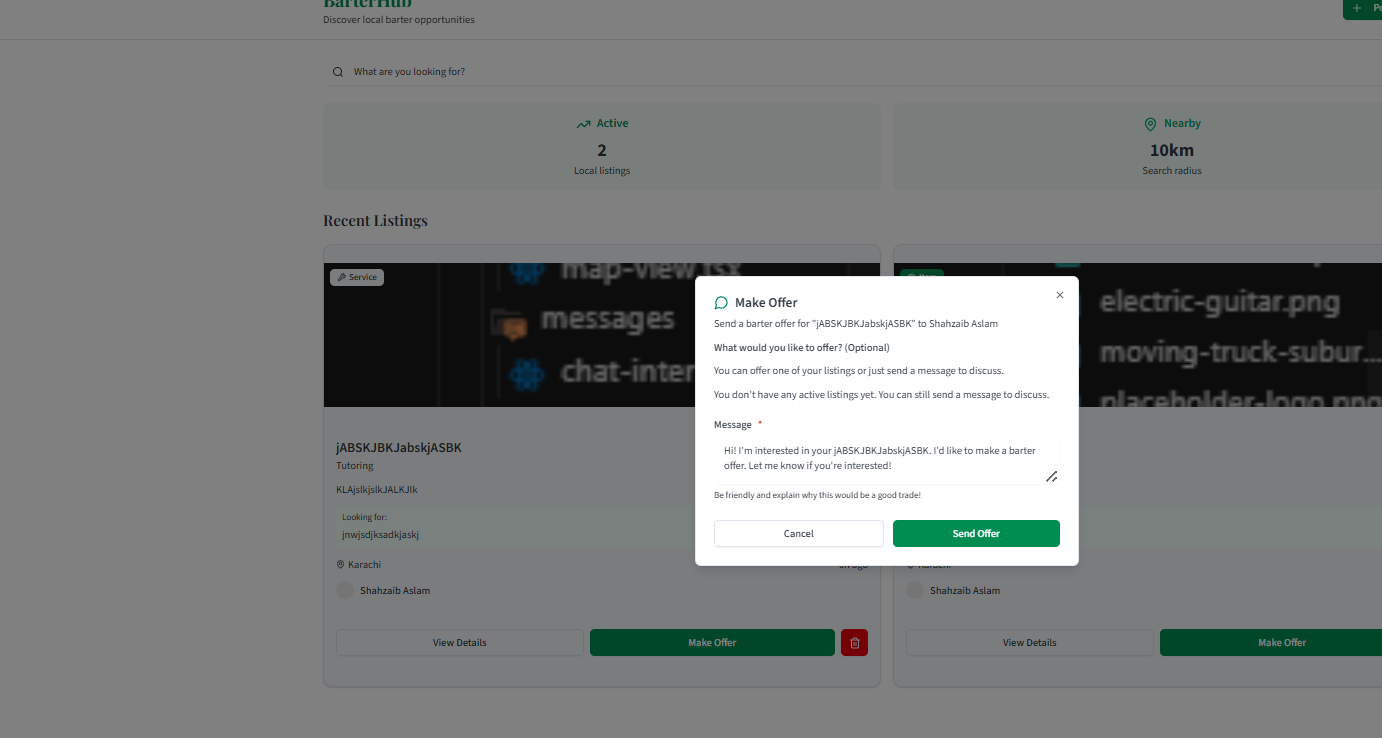 BarterHub
Discover local barter opportunities
What are you looking for?
Active
2
Local listings
Nearby
10km
Search radius
Recent Listings
Service
map-view.tsx
messages
chat-inter
Item
electric-guitar.png
moving-truck-subur...
placeholder-logo.png
Make Offer
Send a barter offer for "jABSKJBKJabskjASBK" to Shahzaib Aslam
What would you like to offer? (Optional)
You can offer one of your listings or just send a message to discuss.
You don't have any active listings yet. You can still send a message to discuss.
Message *
Hi! I'm interested in your jABSKJBKJabskjASBK. I'd like to make a barter
offer. Let me know if you're interested!
Be friendly and explain why this would be a good trade!
Cancel
Send Offer
jABSKJBKJabskjASBK
Tutoring
KLAjslkjslkJALKJlk
Looking for:
jnwjsdjksadkjaskj
Karachi
ago
Shahzaib Aslam
View Details
Make Offer
Karachi
Shahzaib Aslam
View Details
Make Offer